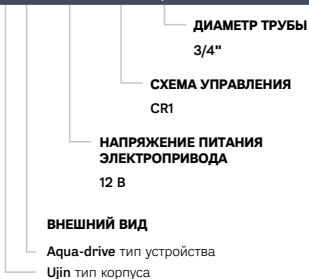 ДИАМЕТР ТРУБЫ
3/4"
СХЕМА УПРАВЛЕНИЯ
CR1
НАПРЯЖЕНИЕ ПИТАНИЯ
ЭЛЕКТРОПРИВОДА
12 В
ВНЕШНИЙ ВИД
Aqua-drive тип устройства
Ujin тип корпуса